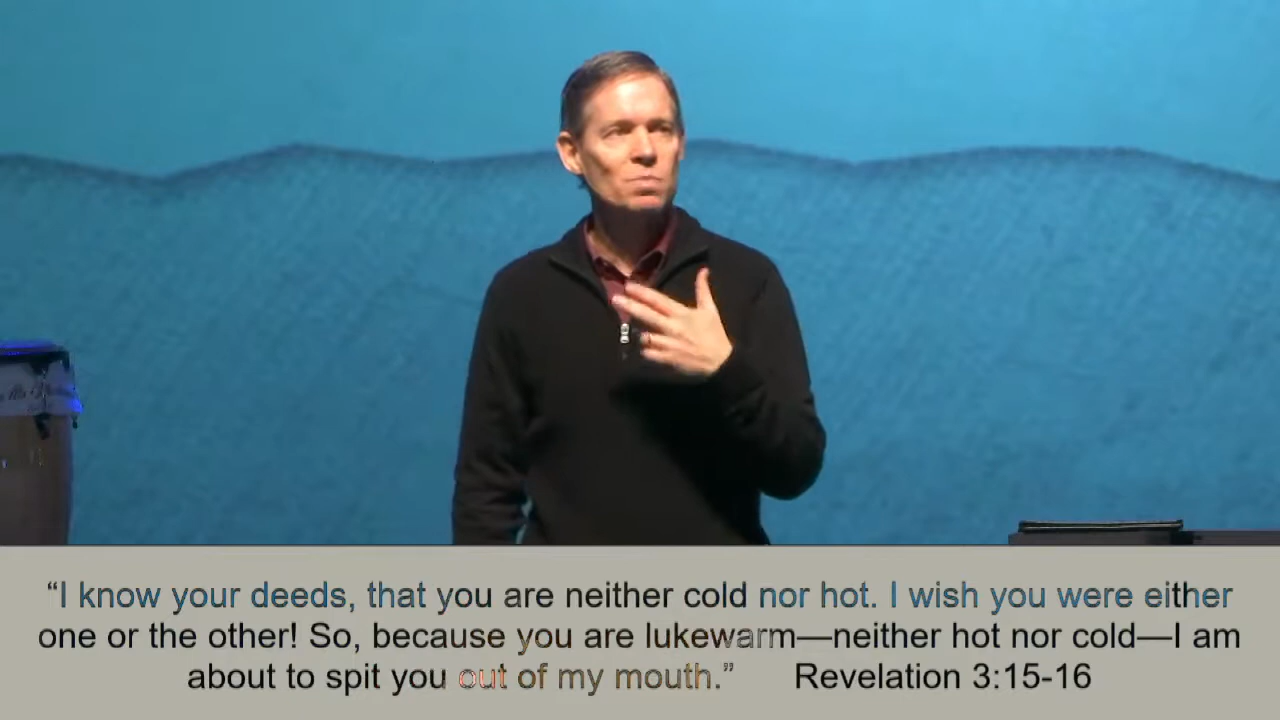 “I know your deeds, that you are neither cold nor hot. I wish you were either
one or the other! So, because you are lukewarm—neither hot nor cold—I am
about to spit you out of my mouth.” Revelation 3:15-16